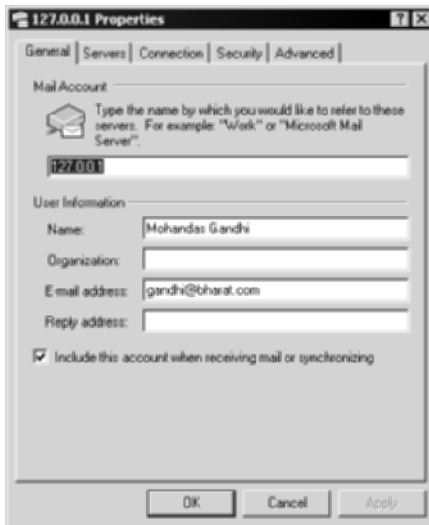 127.0.0.1 Properties
General Servers Connection Security Advanced
Mail Account
Type the name by which you would like to refer to these
servers. For example: "Work" or "Microsoft Mail
Server".
127.0.0.1
User Information
Name: Mohandas Gandhi
Organization:
E-mail address: gandhi@bharat.com
Reply address:
Include this account when receiving mail or synchronizing
OK Cancel Apply